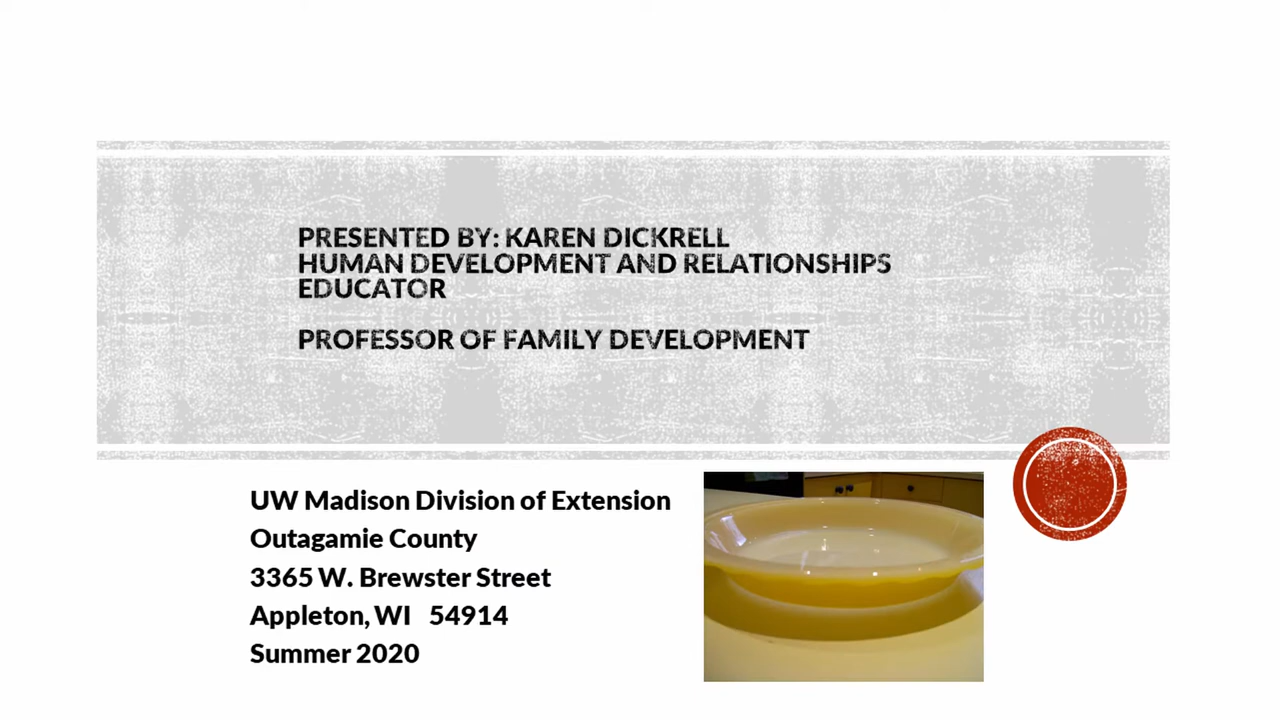 PRESENTED BY: KAREN DICKRELL
HUMAN DEVELOPMENT AND RELATIONSHIPS
EDUCATOR
PROFESSOR OF FAMILY DEVELOPMENT
UW Madison Division of Extension
Outagamie County
3365 W. Brewster Street
Appleton, WI 54914
Summer 2020